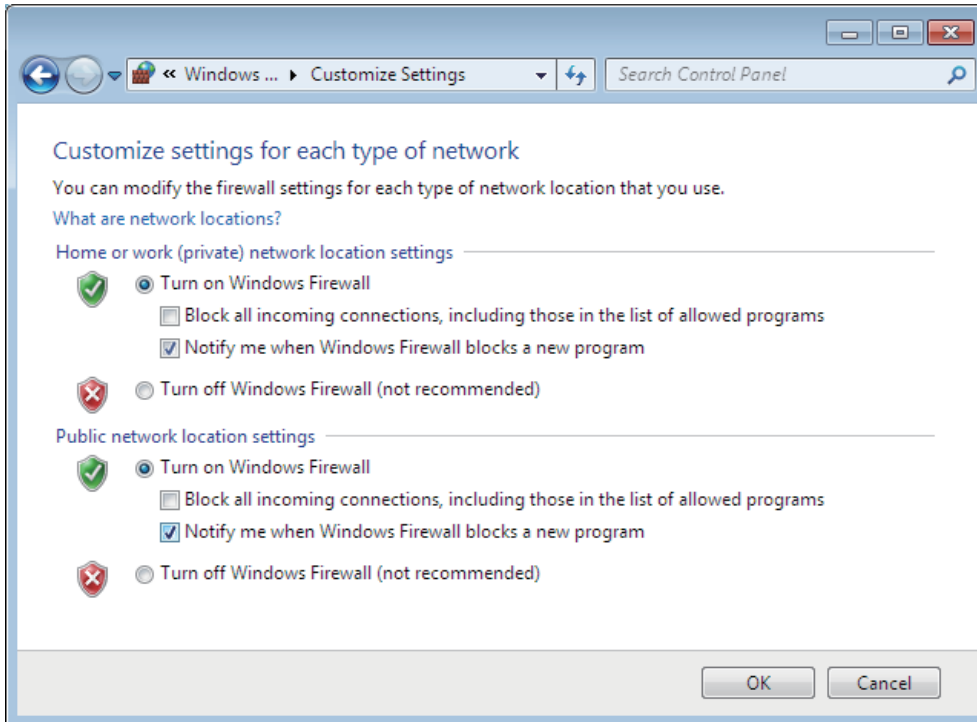 « Windows ... ▸ Customize Settings
Search Control Panel
Customize settings for each type of network
You can modify the firewall settings for each type of network location that you use.
What are network locations?
Home or work (private) network location settings
Turn on Windows Firewall
Block all incoming connections, including those in the list of allowed programs
Notify me when Windows Firewall blocks a new program
Turn off Windows Firewall (not recommended)
Public network location settings
Turn on Windows Firewall
Block all incoming connections, including those in the list of allowed programs
Notify me when Windows Firewall blocks a new program
Turn off Windows Firewall (not recommended)
OK
Cancel